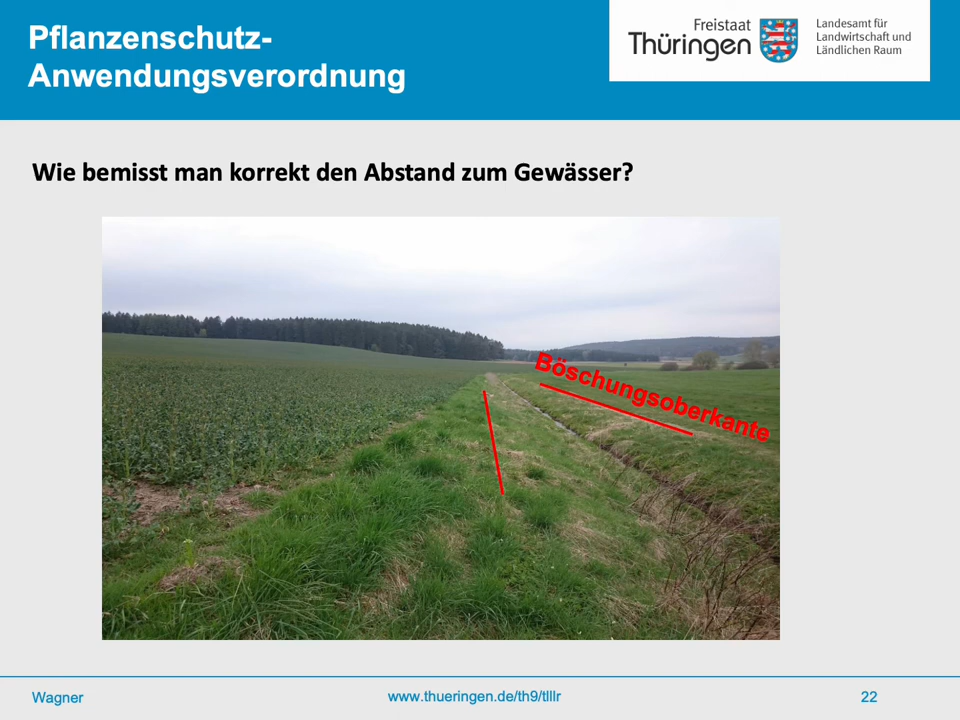 Pflanzenschutz-
Anwendungsverordnung
Freistaat
Thüringen
Landesamt für
Landwirtschaft und
Ländlichen Raum
Wie bemisst man korrekt den Abstand zum Gewässer?
Böschungsoberkante
Wagner
www.thueringen.de/th9/tlllr
22